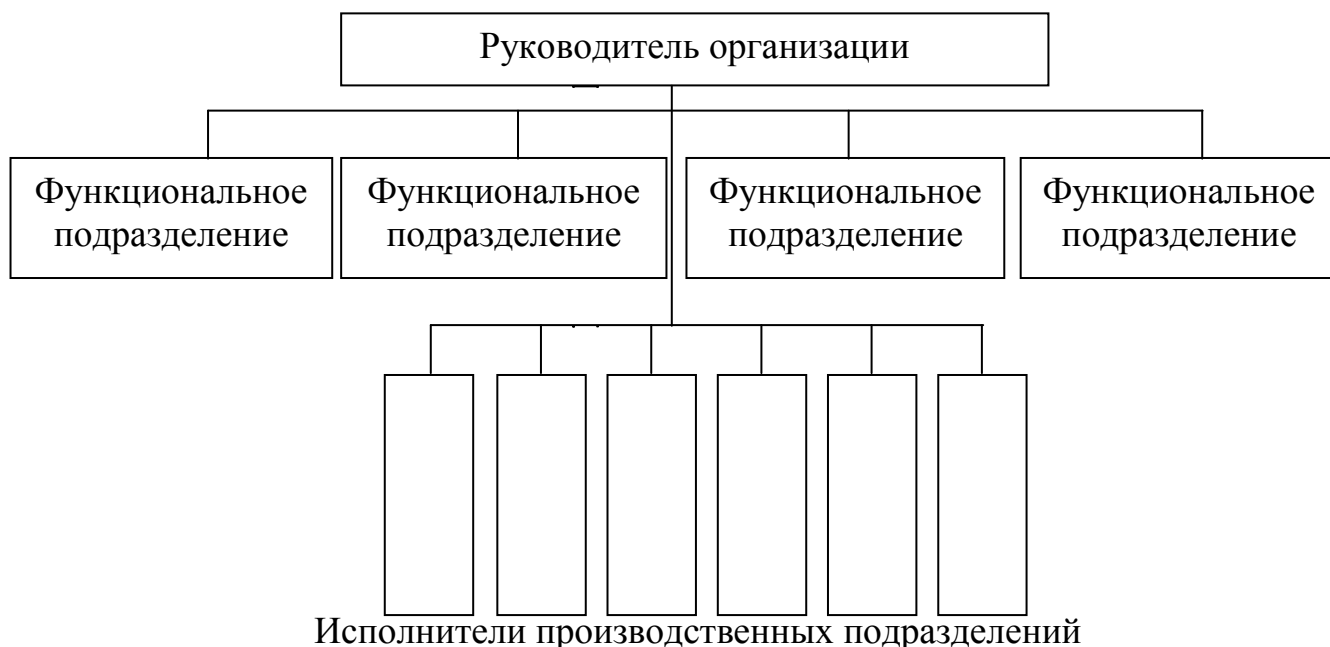 Руководитель организации
Функциональное
подразделение
Функциональное
подразделение
Функциональное
подразделение
Функциональное
подразделение
Исполнители производственных подразделений